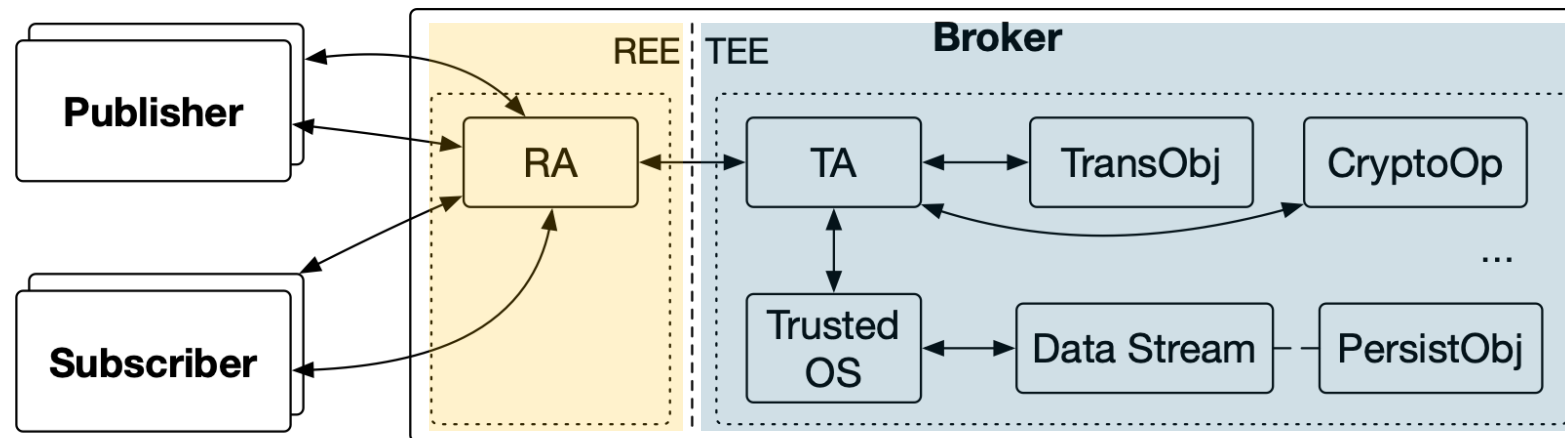 Broker
REE
TEE
Publisher
RA
TA
TransObj
CryptoOp
...
Subscriber
Trusted
OS
Data Stream
PersistObj